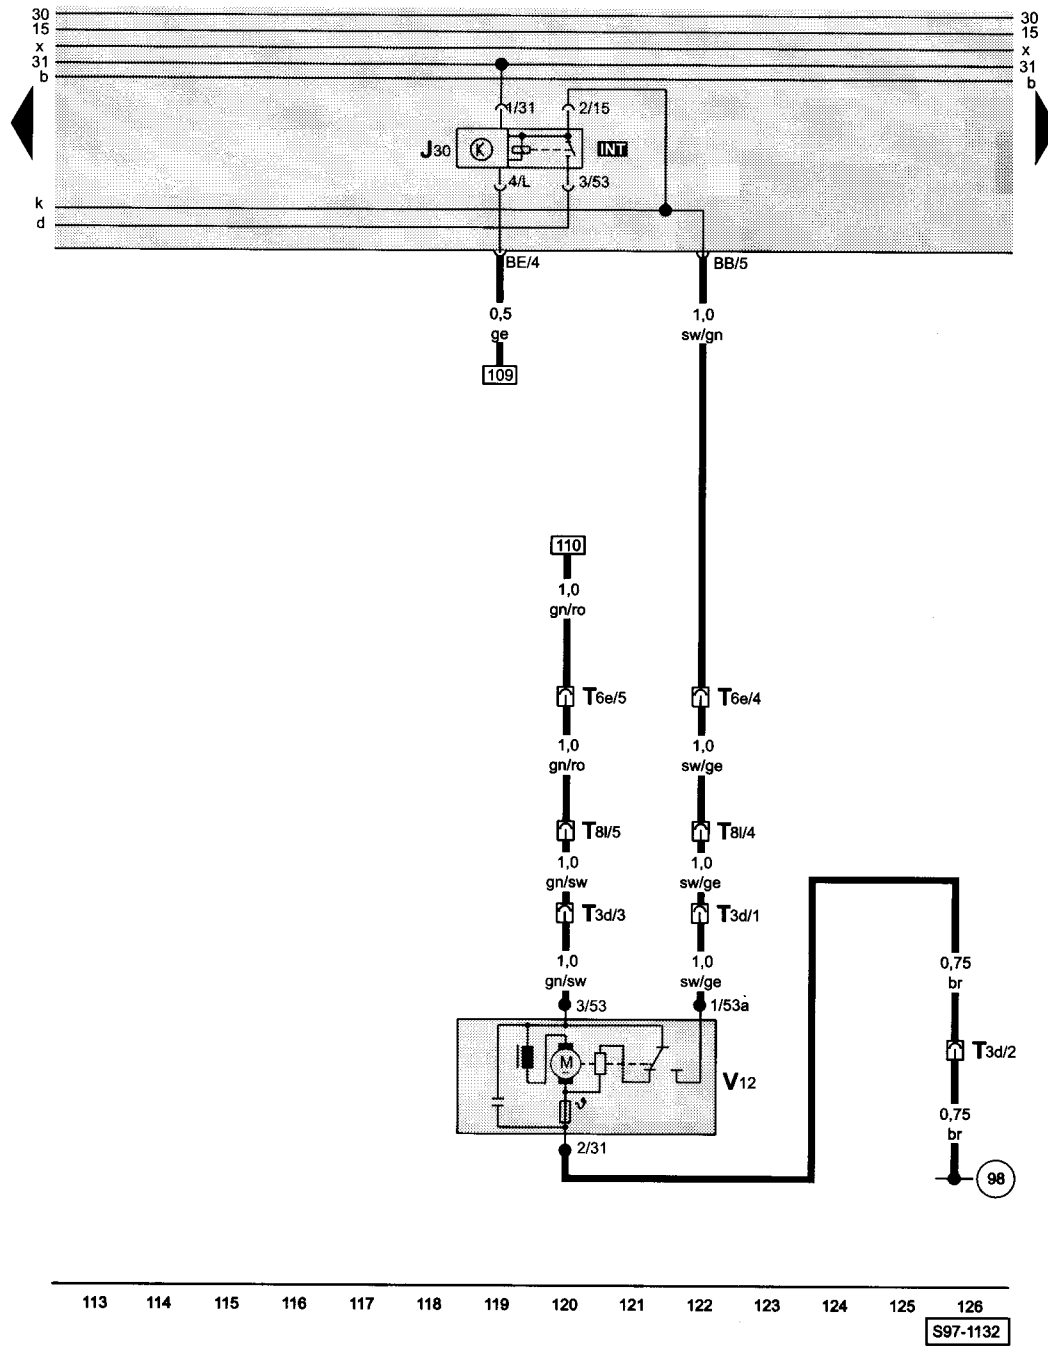 30 30
15 15
x x
31 31
b b
1/31 2/15
J30 K INT
4/L 3/53
k
d
BE/4 BB/5
0,5 1,0
ge sw/gn
109
110
1,0
gn/ro
T6e/5 T6e/4
1,0 1,0
gn/ro sw/ge
T8l/5 T8l/4
1,0 1,0
gn/sw sw/ge
T3d/3 T3d/1
1,0 1,0 0,75
gn/sw sw/ge br
3/53 1/53a
T3d/2
M
V12
ϑ
0,75
br
2/31
98
113 114 115 116 117 118 119 120 121 122 123 124 125 126
S97-1132